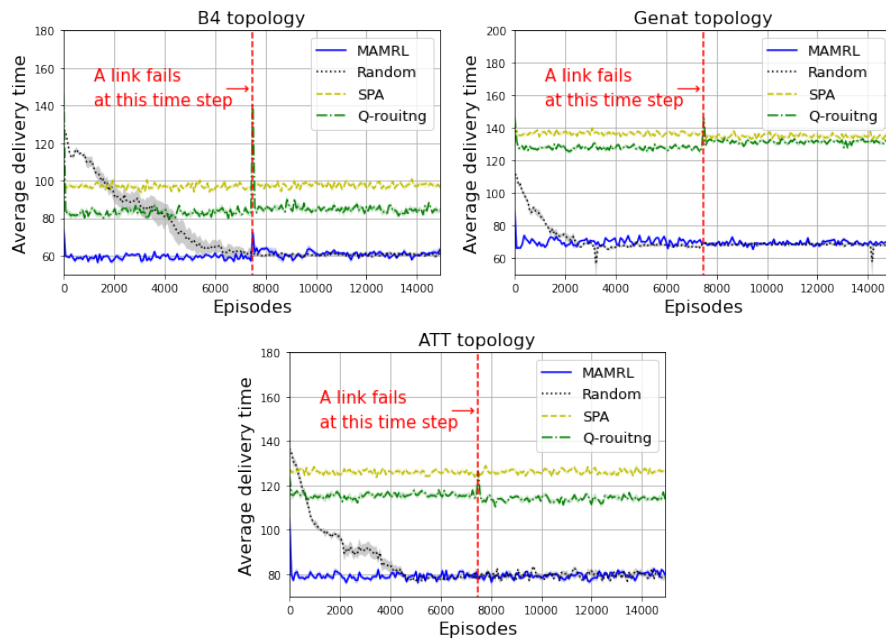 B4 topology
180
160
140
120
100
80
60
0
2000
4000
6000
8000
10000
12000
14000
Average delivery time
Episodes
A link fails
at this time step
MAMRL
Random
SPA
Q-rouitng
Genat topology
200
180
160
140
120
100
80
60
0
2000
4000
6000
8000
10000
12000
14000
Average delivery time
Episodes
A link fails
at this time step
MAMRL
Random
SPA
Q-rouitng
ATT topology
180
160
140
120
100
80
0
2000
4000
6000
8000
10000
12000
14000
Average delivery time
Episodes
A link fails
at this time step
MAMRL
Random
SPA
Q-rouitng